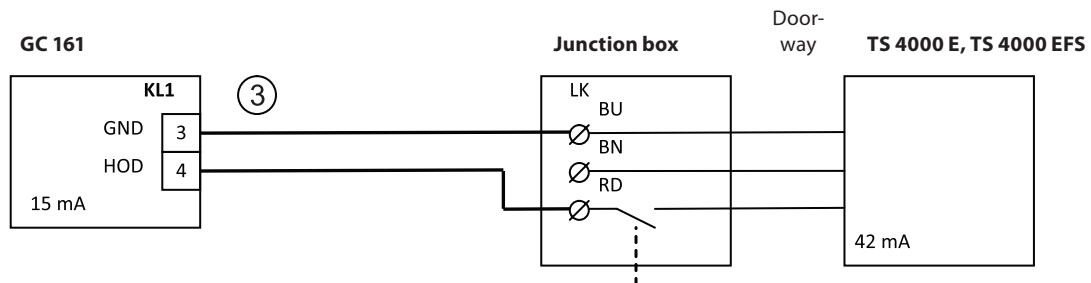 GC 161
KL1
GND 3
HOD 4
15 mA
3
Junction box
LK
BU
BN
RD
Door-
way
TS 4000 E, TS 4000 EFS
42 mA